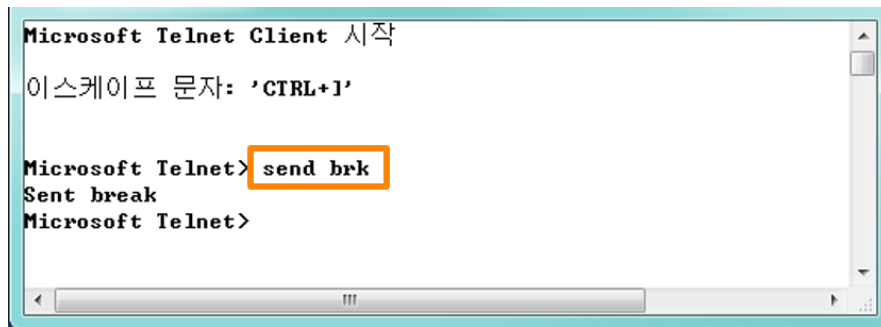 Microsoft Telnet Client 시작
이스케이프 문자: 'CTRL+]'
Microsoft Telnet> send brk
Sent break
Microsoft Telnet>